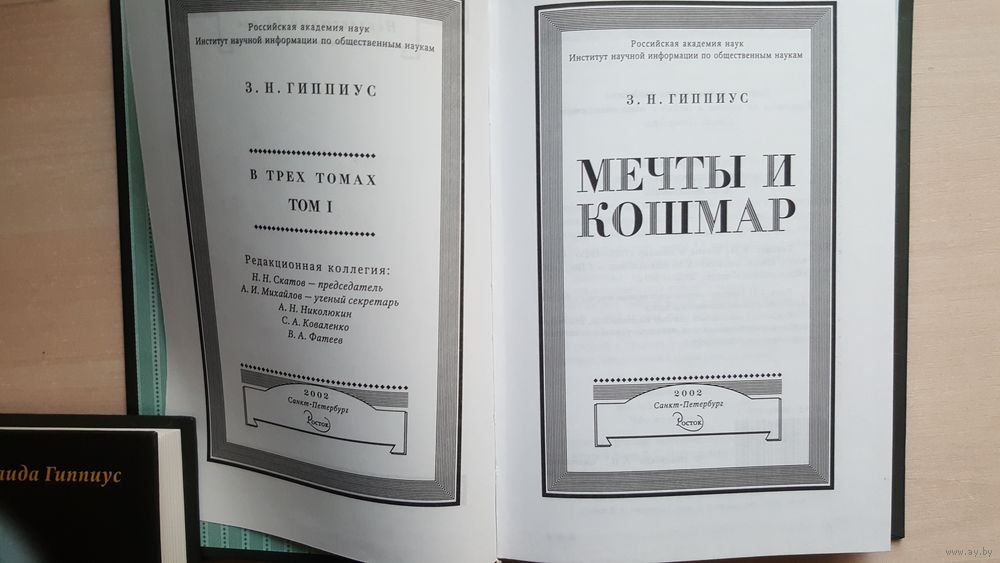 Российская академия наук
Институт научной информации по общественным наукам
З. Н. ГИППИУС
В ТРЕХ ТОМАХ
ТОМ I
Редакционная коллегия:
Н. Н. Скатов — председатель
А. И. Михайлов — ученый секретарь
А. Н. Николюкин
С. А. Коваленко
В. А. Фатеев
2002
Санкт-Петербург
Росток
Российская академия наук
Институт научной информации по общественным наукам
З. Н. ГИППИУС
МЕЧТЫ И
КОШМАР
2002
Санкт-Петербург
Росток
аида Гиппиус
www.ay.by